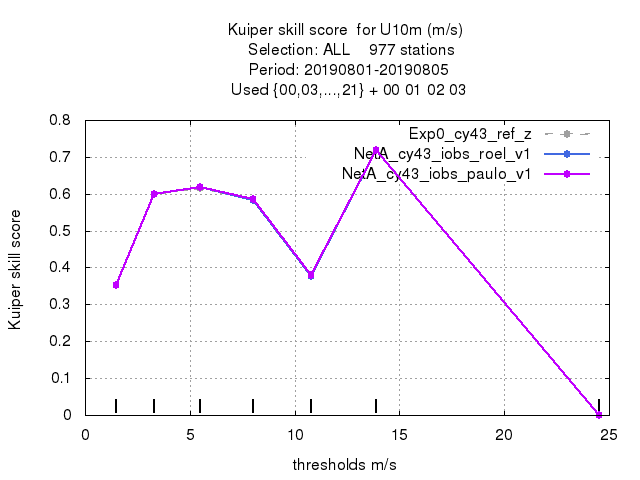 Kuiper skill score  for U10m (m/s)
Selection: ALL    977 stations
Period: 20190801-20190805
Used {00,03,...,21} + 00 01 02 03
Exp0_cy43_ref_z
NetA_cy43_iobs_roel_v1
NetA_cy43_iobs_paulo_v1
0.8
0.7
0.6
0.5
0.4
0.3
0.2
0.1
0
Kuiper skill score
0 5 10 15 20 25
thresholds m/s